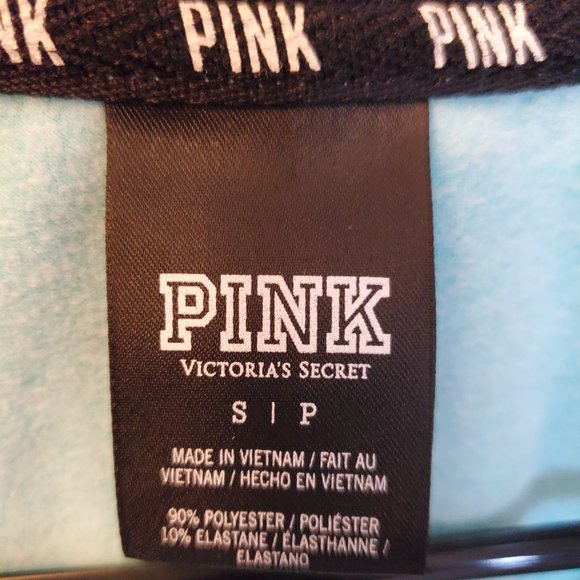 PINK PINK PINK
PINK
VICTORIA'S SECRET
S | P
MADE IN VIETNAM / FAIT AU
VIETNAM / HECHO EN VIETNAM
90% POLYESTER / POLIÉSTER
10% ELASTANE / ÉLASTHANNE /
ELASTANO